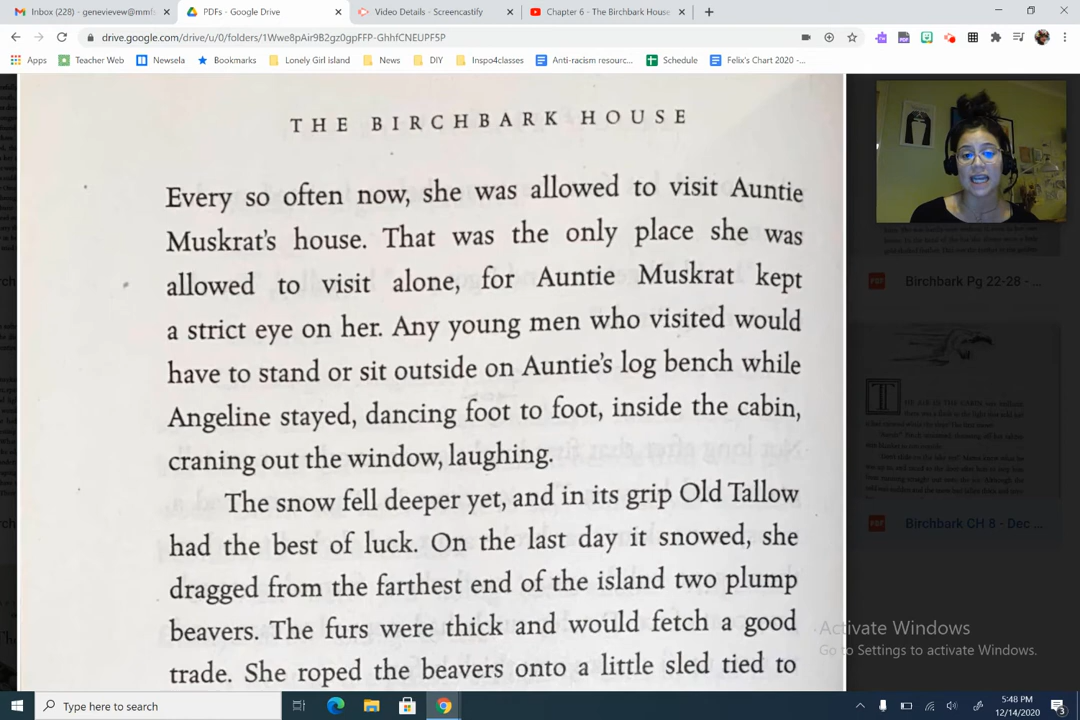 Inbox (228) - genevievew@mmf
PDFs - Google Drive
Video Details - Screencastify
Chapter 6 - The Birchbark House
drive.google.com/drive/u/0/folders/1Wwe8pAir9B2gz0gpFFP-GhhfCNEUPF5P
Apps
Teacher Web
Newsela
Bookmarks
Lonely Girl island
News
DIY
Inspo4classes
Anti-racism resourc...
Schedule
Felix's Chart 2020 -...
THE BIRCHBARK HOUSE
Every so often now, she was allowed to visit Auntie
Muskrat's house. That was the only place she was
allowed to visit alone, for Auntie Muskrat kept
a strict eye on her. Any young men who visited would
have to stand or sit outside on Auntie's log bench while
Angeline stayed, dancing foot to foot, inside the cabin,
craning out the window, laughing.
The snow fell deeper yet, and in its grip Old Tallow
had the best of luck. On the last day it snowed, she
dragged from the farthest end of the island two plump
beavers. The furs were thick and would fetch a good
trade. She roped the beavers onto a little sled tied to
Birchbark Pg 22-28 - ...
Birchbark CH 8 - Dec ...
Activate Windows
Go to Settings to activate Windows.
Type here to search
5:48 PM
12/14/2020